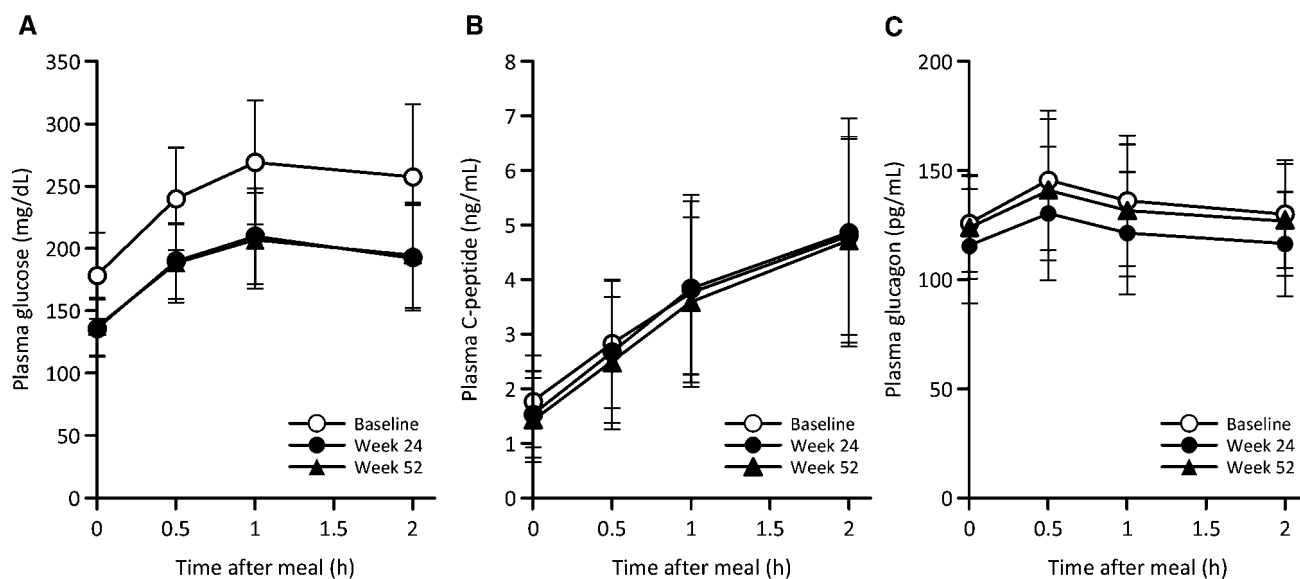 A
Plasma glucose (mg/dL)
350
300
250
200
150
100
50
0
0
0.5
1
1.5
2
Time after meal (h)
Baseline
Week 24
Week 52
B
Plasma C-peptide (ng/mL)
8
7
6
5
4
3
2
1
0
0
0.5
1
1.5
2
Time after meal (h)
Baseline
Week 24
Week 52
C
Plasma glucagon (pg/mL)
200
150
100
50
0
0
0.5
1
1.5
2
Time after meal (h)
Baseline
Week 24
Week 52